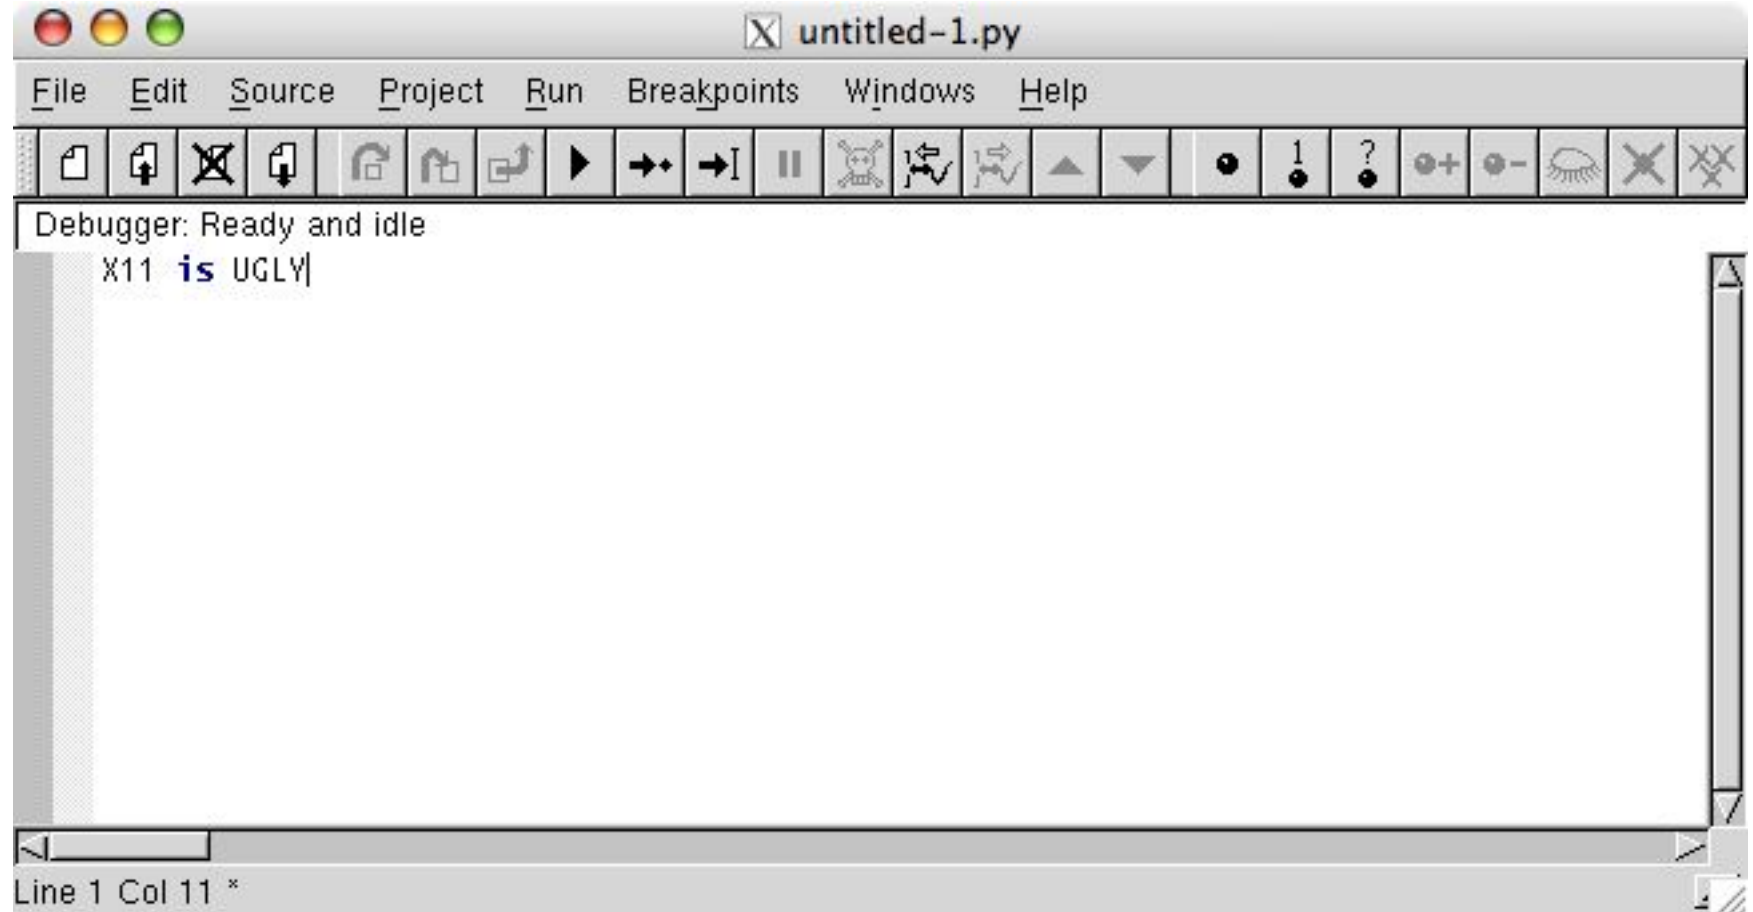 untitled-1.py
File Edit Source Project Run Breakpoints Windows Help
1 ?
Debugger: Ready and idle
X11 is UGLY
Line 1 Col 11 *